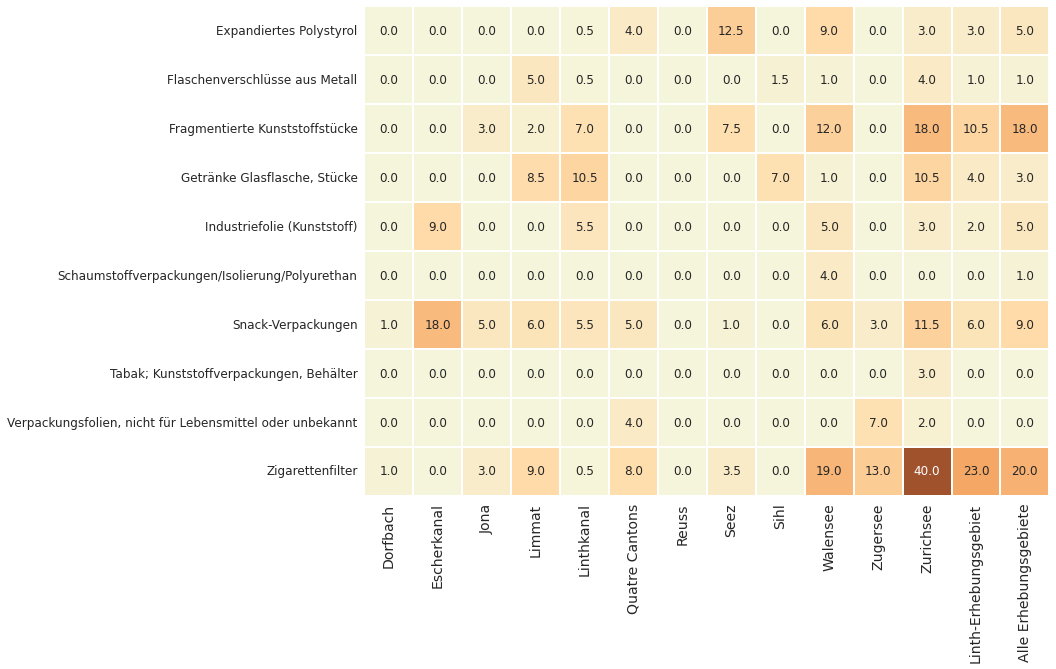 Expandiertes Polystyrol 0.0 0.0 0.0 0.0 0.5 4.0 0.0 12.5 0.0 9.0 0.0 3.0 3.0 5.0
Flaschenverschlüsse aus Metall 0.0 0.0 0.0 5.0 0.5 0.0 0.0 0.0 1.5 1.0 0.0 4.0 1.0 1.0
Fragmentierte Kunststoffstücke 0.0 0.0 3.0 2.0 7.0 0.0 0.0 7.5 0.0 12.0 0.0 18.0 10.5 18.0
Getränke Glasflasche, Stücke 0.0 0.0 0.0 8.5 10.5 0.0 0.0 0.0 7.0 1.0 0.0 10.5 4.0 3.0
Industriefolie (Kunststoff) 0.0 9.0 0.0 0.0 5.5 0.0 0.0 0.0 0.0 5.0 0.0 3.0 2.0 5.0
Schaumstoffverpackungen/Isolierung/Polyurethan 0.0 0.0 0.0 0.0 0.0 0.0 0.0 0.0 0.0 4.0 0.0 0.0 0.0 1.0
Snack-Verpackungen 1.0 18.0 5.0 6.0 5.5 5.0 0.0 1.0 0.0 6.0 3.0 11.5 6.0 9.0
Tabak; Kunststoffverpackungen, Behälter 0.0 0.0 0.0 0.0 0.0 0.0 0.0 0.0 0.0 0.0 0.0 3.0 0.0 0.0
Verpackungsfolien, nicht für Lebensmittel oder unbekannt 0.0 0.0 0.0 0.0 0.0 4.0 0.0 0.0 0.0 0.0 7.0 2.0 0.0 0.0
Zigarettenfilter 1.0 0.0 3.0 9.0 0.5 8.0 0.0 3.5 0.0 19.0 13.0 40.0 23.0 20.0
Dorfbach
Escherkanal
Jona
Limmat
Linthkanal
Quatre Cantons
Reuss
Seez
Sihl
Walensee
Zugersee
Zurichsee
Linth-Erhebungsgebiet
Alle Erhebungsgebiete